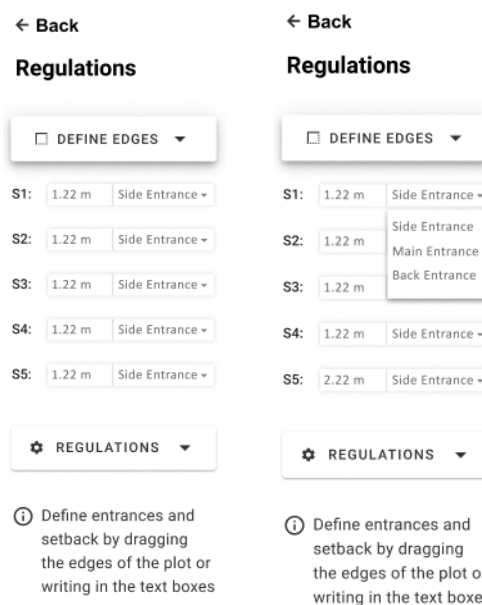 ← Back
Regulations
DEFINE EDGES
S1: 1.22 m Side Entrance
S2: 1.22 m Side Entrance
S3: 1.22 m Side Entrance
S4: 1.22 m Side Entrance
S5: 1.22 m Side Entrance
REGULATIONS
Define entrances and
setback by dragging
the edges of the plot or
writing in the text boxes
← Back
Regulations
DEFINE EDGES
S1: 1.22 m Side Entrance
Side Entrance
S2: 1.22 m
Main Entrance
Back Entrance
S3: 1.22 m
S4: 1.22 m Side Entrance
S5: 2.22 m Side Entrance
REGULATIONS
Define entrances and
setback by dragging
the edges of the plot o
writing in the text boxe